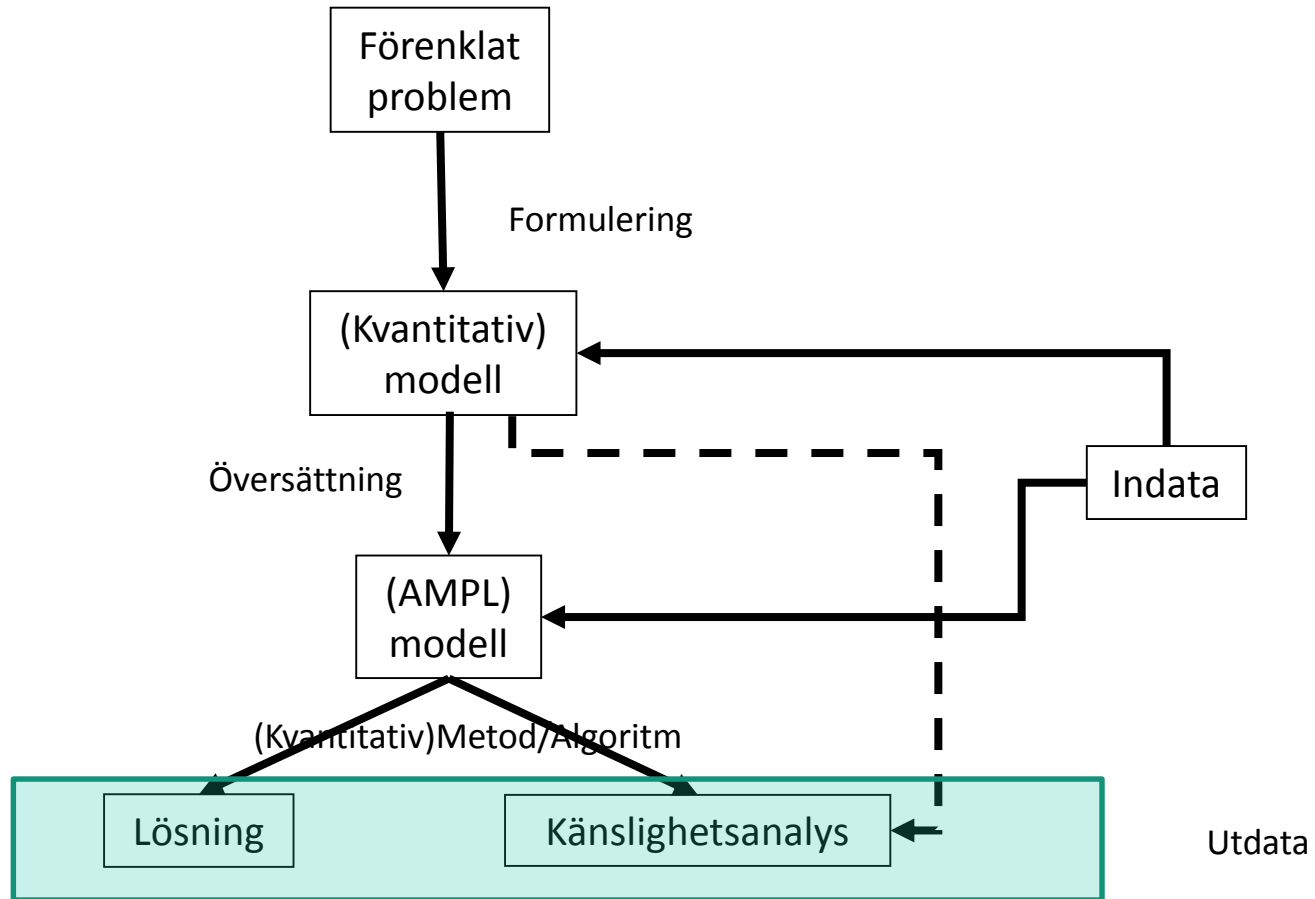 Förenklat
problem
Formulering
(Kvantitativ)
modell
Översättning
Indata
(AMPL)
modell
(Kvantitativ)Metod/Algoritm
Lösning
Känslighetsanalys
Utdata